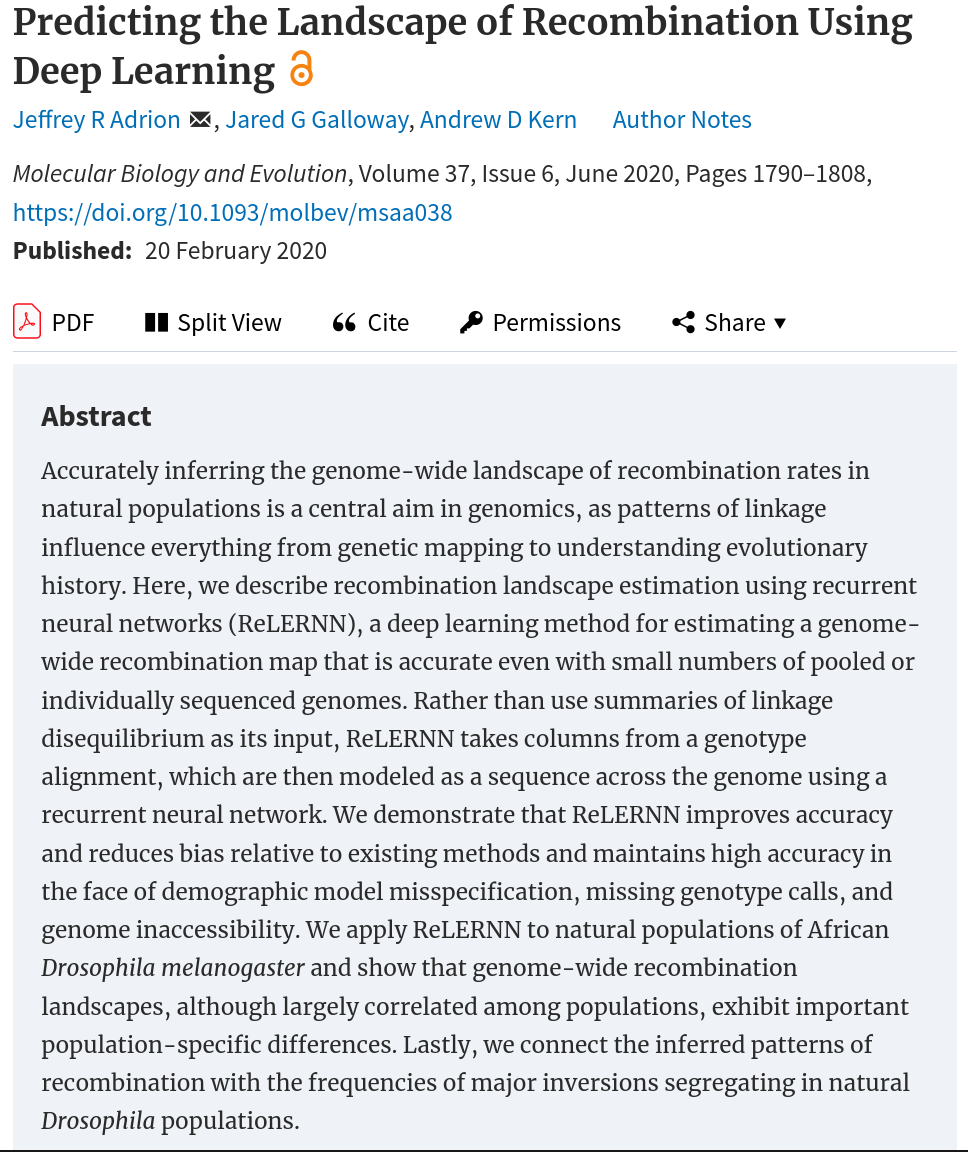 Predicting the Landscape of Recombination Using
Deep Learning
Jeffrey R Adrion , Jared G Galloway, Andrew D Kern Author Notes
Molecular Biology and Evolution, Volume 37, Issue 6, June 2020, Pages 1790–1808,
https://doi.org/10.1093/molbev/msaa038
Published: 20 February 2020
PDF Split View Cite Permissions Share
Abstract
Accurately inferring the genome-wide landscape of recombination rates in
natural populations is a central aim in genomics, as patterns of linkage
influence everything from genetic mapping to understanding evolutionary
history. Here, we describe recombination landscape estimation using recurrent
neural networks (ReLERNN), a deep learning method for estimating a genome-
wide recombination map that is accurate even with small numbers of pooled or
individually sequenced genomes. Rather than use summaries of linkage
disequilibrium as its input, ReLERNN takes columns from a genotype
alignment, which are then modeled as a sequence across the genome using a
recurrent neural network. We demonstrate that ReLERNN improves accuracy
and reduces bias relative to existing methods and maintains high accuracy in
the face of demographic model misspecification, missing genotype calls, and
genome inaccessibility. We apply ReLERNN to natural populations of African
Drosophila melanogaster and show that genome-wide recombination
landscapes, although largely correlated among populations, exhibit important
population-specific differences. Lastly, we connect the inferred patterns of
recombination with the frequencies of major inversions segregating in natural
Drosophila populations.